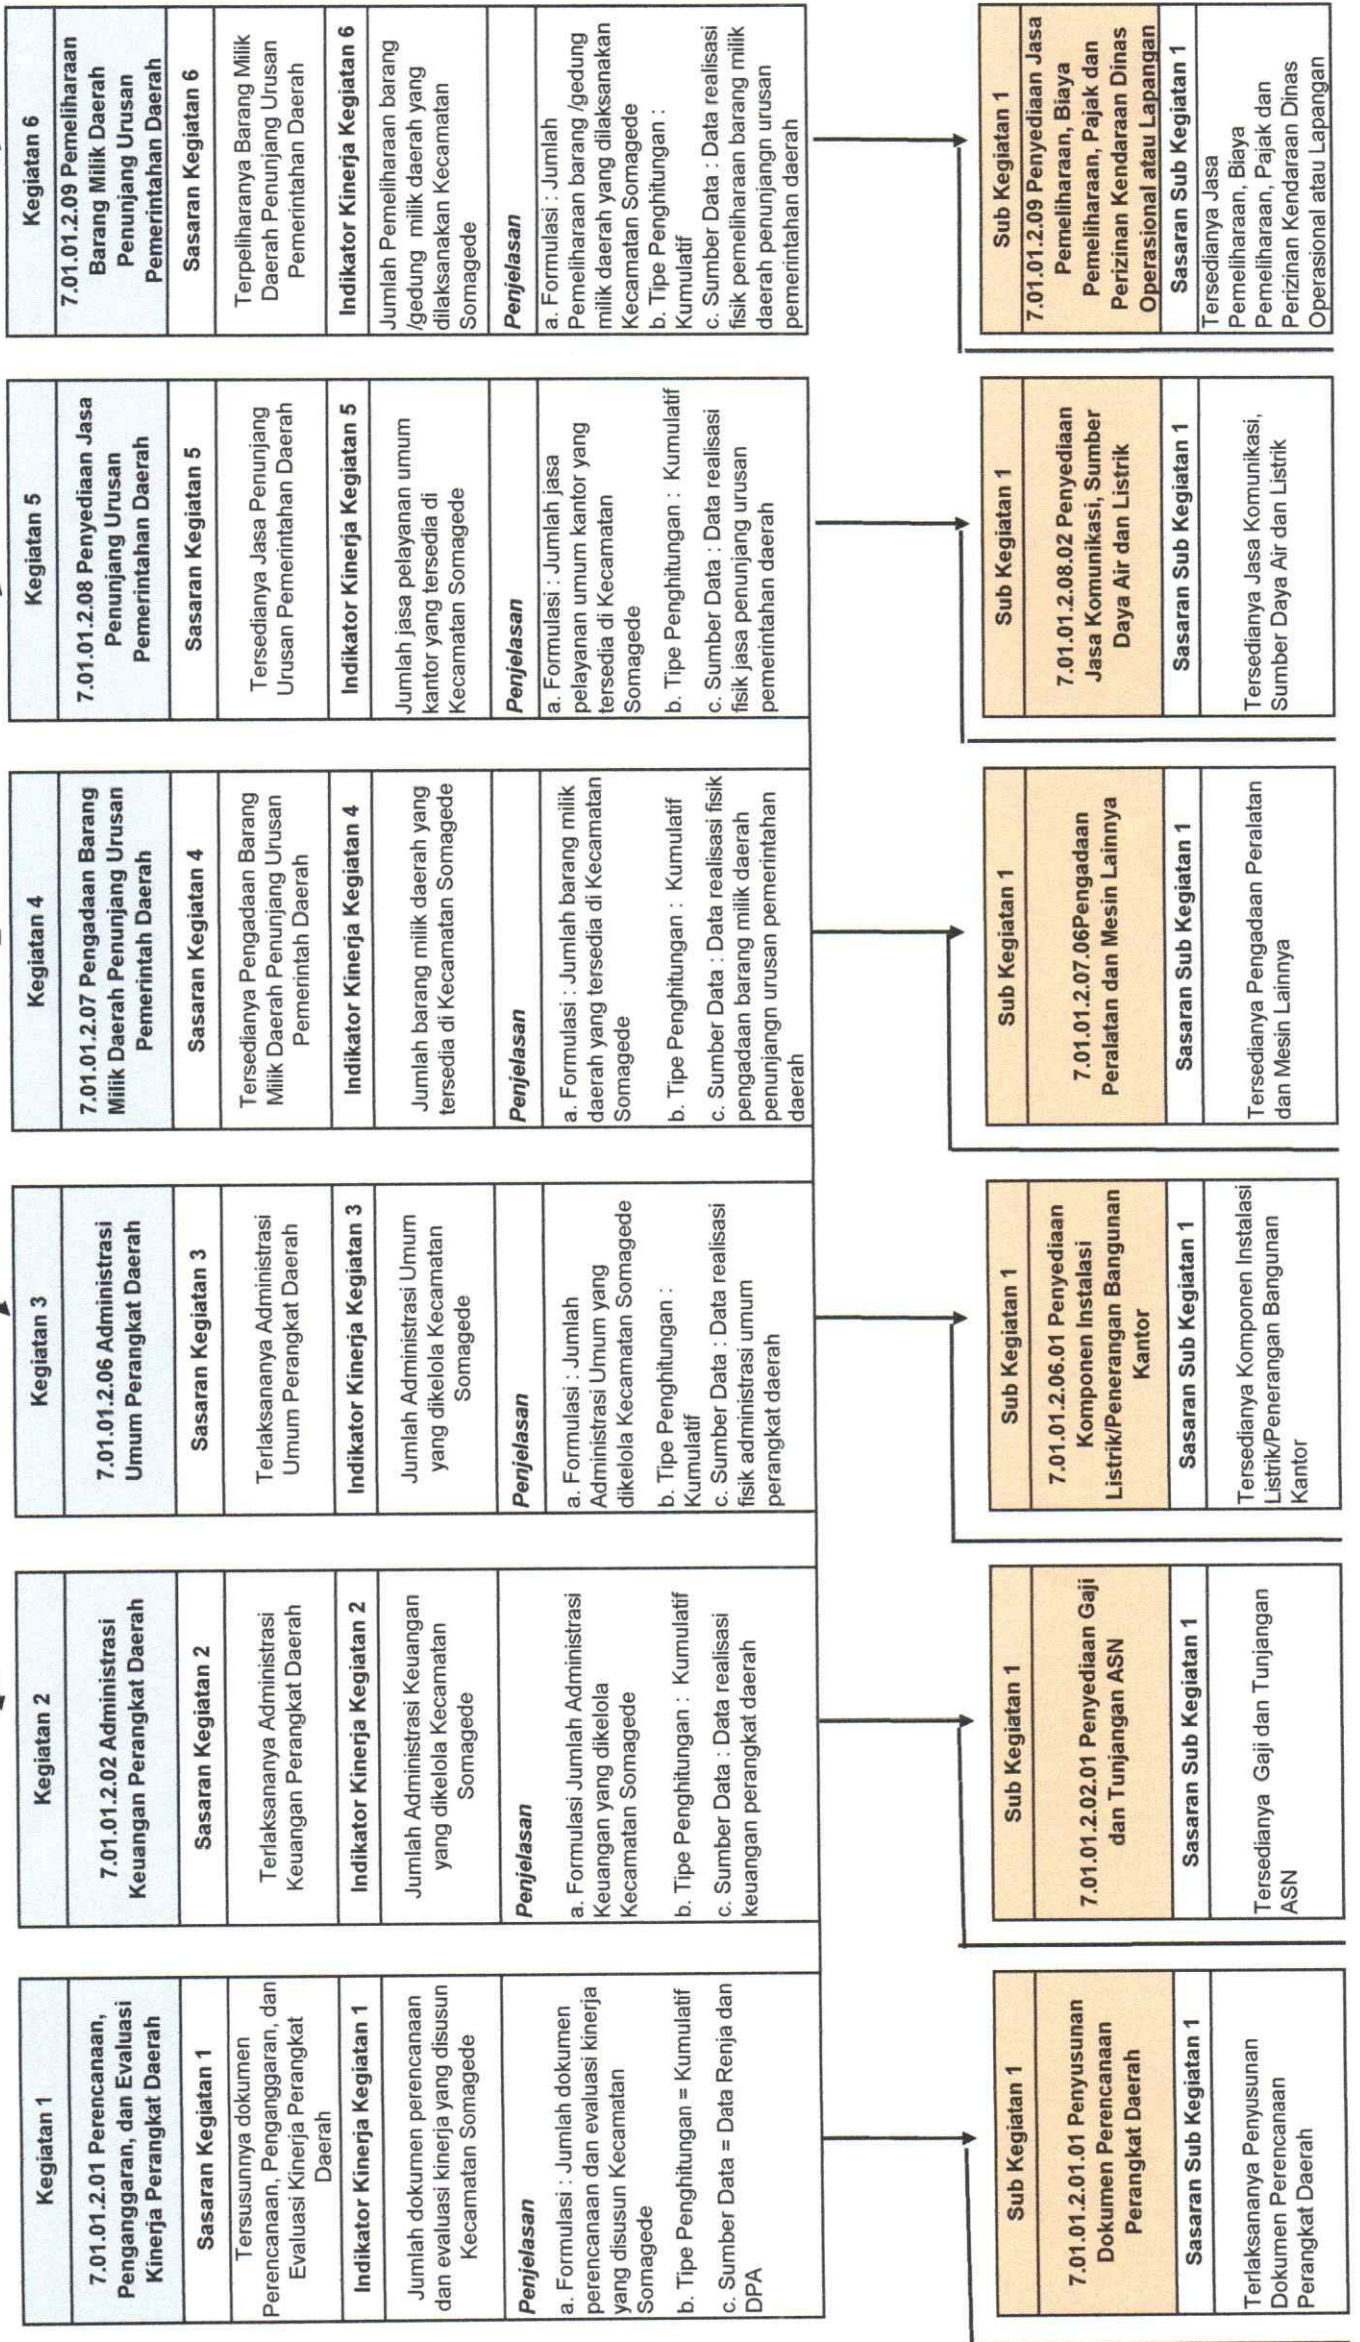 Kegiatan 1
7.01.01.2.01 Perencanaan,
Penganggaran, dan Evaluasi
Kinerja Perangkat Daerah
Sasaran Kegiatan 1
Tersusunnya dokumen
Perencanaan, Penganggaran, dan
Evaluasi Kinerja Perangkat
Daerah
Indikator Kinerja Kegiatan 1
Jumlah dokumen perencanaan
dan evaluasi kinerja yang disusun
Kecamatan Somagede
Penjelasan
a. Formulasi : Jumlah dokumen
perencanaan dan evaluasi kinerja
yang disusun Kecamatan
Somagede
b. Tipe Penghitungan = Kumulatif
c. Sumber Data = Data Renja dan
DPA
Kegiatan 2
7.01.01.2.02 Administrasi
Keuangan Perangkat Daerah
Sasaran Kegiatan 2
Terlaksananya Administrasi
Keuangan Perangkat Daerah
Indikator Kinerja Kegiatan 2
Jumlah Administrasi Keuangan
yang dikelola Kecamatan
Somagede
Penjelasan
a. Formulasi Jumlah Administrasi
Keuangan yang dikelola
Kecamatan Somagede
b. Tipe Penghitungan : Kumulatif
c. Sumber Data : Data realisasi
keuangan perangkat daerah
Kegiatan 3
7.01.01.2.06 Administrasi
Umum Perangkat Daerah
Sasaran Kegiatan 3
Terlaksananya Administrasi
Umum Perangkat Daerah
Indikator Kinerja Kegiatan 3
Jumlah Administrasi Umum
yang dikelola Kecamatan
Somagede
Penjelasan
a. Formulasi : Jumlah
Administrasi Umum yang
dikelola Kecamatan Somagede
b. Tipe Penghitungan :
Kumulatif
c. Sumber Data : Data realisasi
fisik administrasi umum
perangkat daerah
Kegiatan 4
7.01.01.2.07 Pengadaan Barang
Milik Daerah Penunjang Urusan
Pemerintah Daerah
Sasaran Kegiatan 4
Tersedianya Pengadaan Barang
Milik Daerah Penunjang Urusan
Pemerintah Daerah
Indikator Kinerja Kegiatan 4
Jumlah barang milik daerah yang
tersedia di Kecamatan Somagede
Penjelasan
a. Formulasi : Jumlah barang milik
daerah yang tersedia di Kecamatan
Somagede
b. Tipe Penghitungan : Kumulatif
c. Sumber Data : Data realisasi fisik
pengadaan barang milik daerah
penunjangn urusan pemerintahan
daerah
Kegiatan 5
7.01.01.2.08 Penyediaan Jasa
Penunjang Urusan
Pemerintahan Daerah
Sasaran Kegiatan 5
Tersedianya Jasa Penunjang
Urusan Pemerintahan Daerah
Indikator Kinerja Kegiatan 5
Jumlah jasa pelayanan umum
kantor yang tersedia di
Kecamatan Somagede
Penjelasan
a. Formulasi : Jumlah jasa
pelayanan umum kantor yang
tersedia di Kecamatan
Somagede
b. Tipe Penghitungan : Kumulatif
c. Sumber Data : Data realisasi
fisik jasa penunjang urusan
pemerintahan daerah
Kegiatan 6
7.01.01.2.09 Pemeliharaan
Barang Milik Daerah
Penunjang Urusan
Pemerintahan Daerah
Sasaran Kegiatan 6
Terpeliharanya Barang Milik
Daerah Penunjang Urusan
Pemerintahan Daerah
Indikator Kinerja Kegiatan 6
Jumlah Pemeliharaan barang
/gedung milik daerah yang
dilaksanakan Kecamatan
Somagede
Penjelasan
a. Formulasi : Jumlah
Pemeliharaan barang /gedung
milik daerah yang dilaksanakan
Kecamatan Somagede
b. Tipe Penghitungan :
Kumulatif
c. Sumber Data : Data realisasi
fisik pemeliharaan barang milik
daerah penunjangn urusan
pemerintahan daerah
Sub Kegiatan 1
7.01.01.2.01.01 Penyusunan
Dokumen Perencanaan
Perangkat Daerah
Sasaran Sub Kegiatan 1
Terlaksananya Penyusunan
Dokumen Perencanaan
Perangkat Daerah
Sub Kegiatan 1
7.01.01.2.02.01 Penyedian Gaji
dan Tunjangan ASN
Sasaran Sub Kegiatan 1
Tersedianya Gaji dan Tunjangan
ASN
Sub Kegiatan 1
7.01.01.2.06.01 Penyediaan
Komponen Instalasi
Listrik/Penerangan Bangunan
Kantor
Sasaran Sub Kegiatan 1
Tersedianya Komponen Instalasi
Listrik/Penerangan Bangunan
Kantor
Sub Kegiatan 1
7.01.01.2.07.06Pengadaan
Peralatan dan Mesin Lainnya
Sasaran Sub Kegiatan 1
Tersedianya Pengadaan Peralatan
dan Mesin Lainnya
Sub Kegiatan 1
7.01.01.2.08.02 Penyediaan
Jasa Komunikasi, Sumber
Daya Air dan Listrik
Sasaran Sub Kegiatan 1
Tersedianya Jasa Komunikasi,
Sumber Daya Air dan Listrik
Sub Kegiatan 1
7.01.01.2.09 Penyediaan Jasa
Pemeliharaan, Biaya
Pemeliharaan, Pajak dan
Perizinan Kendaraan Dinas
Operasional atau Lapangan
Sasaran Sub Kegiatan 1
Tersedianya Jasa
Pemeliharaan, Biaya
Pemeliharaan, Pajak dan
Perizinan Kendaraan Dinas
Operasional atau Lapangan